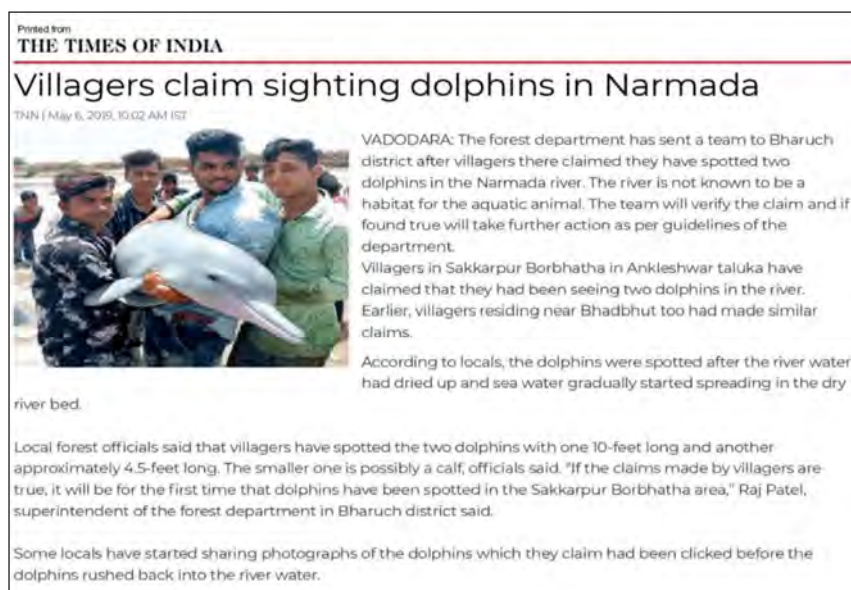 Printed from
THE TIMES OF INDIA
Villagers claim sighting dolphins in Narmada
TNN | May 6, 2019, 10.02 AM IST
VADODARA: The forest department has sent a team to Bharuch
district after villagers there claimed they have spotted two
dolphins in the Narmada river. The river is not known to be a
habitat for the aquatic animal. The team will verify the claim and if
found true will take further action as per guidelines of the
department.
Villagers in Sakkarpur Borbhatha in Ankleshwar taluka have
claimed that they had been seeing two dolphins in the river.
Earlier, villagers residing near Bhadbhut too had made similar
claims.
According to locals, the dolphins were spotted after the river water
had dried up and sea water gradually started spreading in the dry
river bed.
Local forest officials said that villagers have spotted the two dolphins with one 10-feet long and another
approximately 4.5-feet long. The smaller one is possibly a calf, officials said. "If the claims made by villagers are
true, it will be for the first time that dolphins have been spotted in the Sakkarpur Borbhatha area," Raj Patel,
superintendent of the forest department in Bharuch district said.
Some locals have started sharing photographs of the dolphins which they claim had been clicked before the
dolphins rushed back into the river water.